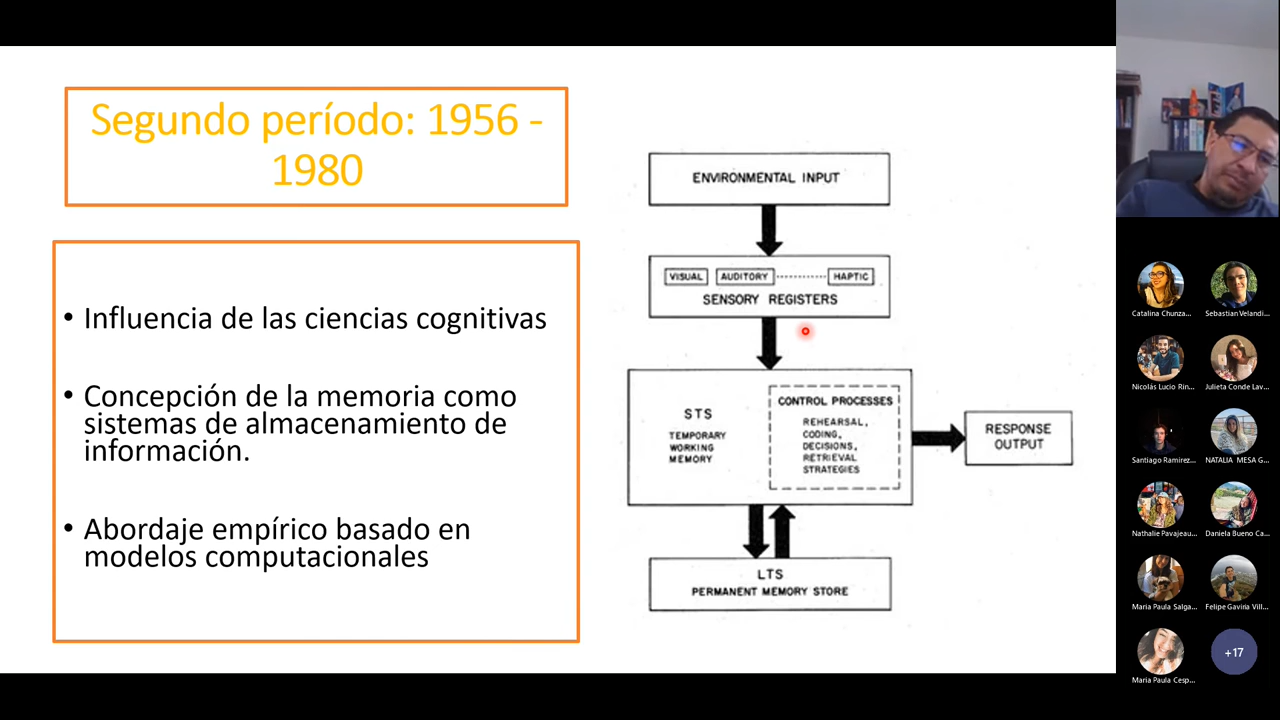 Segundo período: 1956 -
1980
• Influencia de las ciencias cognitivas
• Concepción de la memoria como
sistemas de almacenamiento de
información.
• Abordaje empírico basado en
modelos computacionales
ENVIRONMENTAL INPUT
VISUAL AUDITORY HAPTIC
SENSORY REGISTERS
STS
TEMPORARY
WORKING
MEMORY
CONTROL PROCESSES
REHEARSAL,
CODING,
DECISIONS,
RETRIEVAL
STRATEGIES
RESPONSE
OUTPUT
LTS
PERMANENT MEMORY STORE
Catalina Chunza... Sebastian Velandi...
Nicolás Lucio Rin... Julieta Conde Lav...
Santiago Ramirez... NATALIA MESA G...
Nathalie Pavajeau... Daniela Bueno Ca...
Maria Paula Salga... Felipe Gaviria Vill...
Maria Paula Cesp...
+17